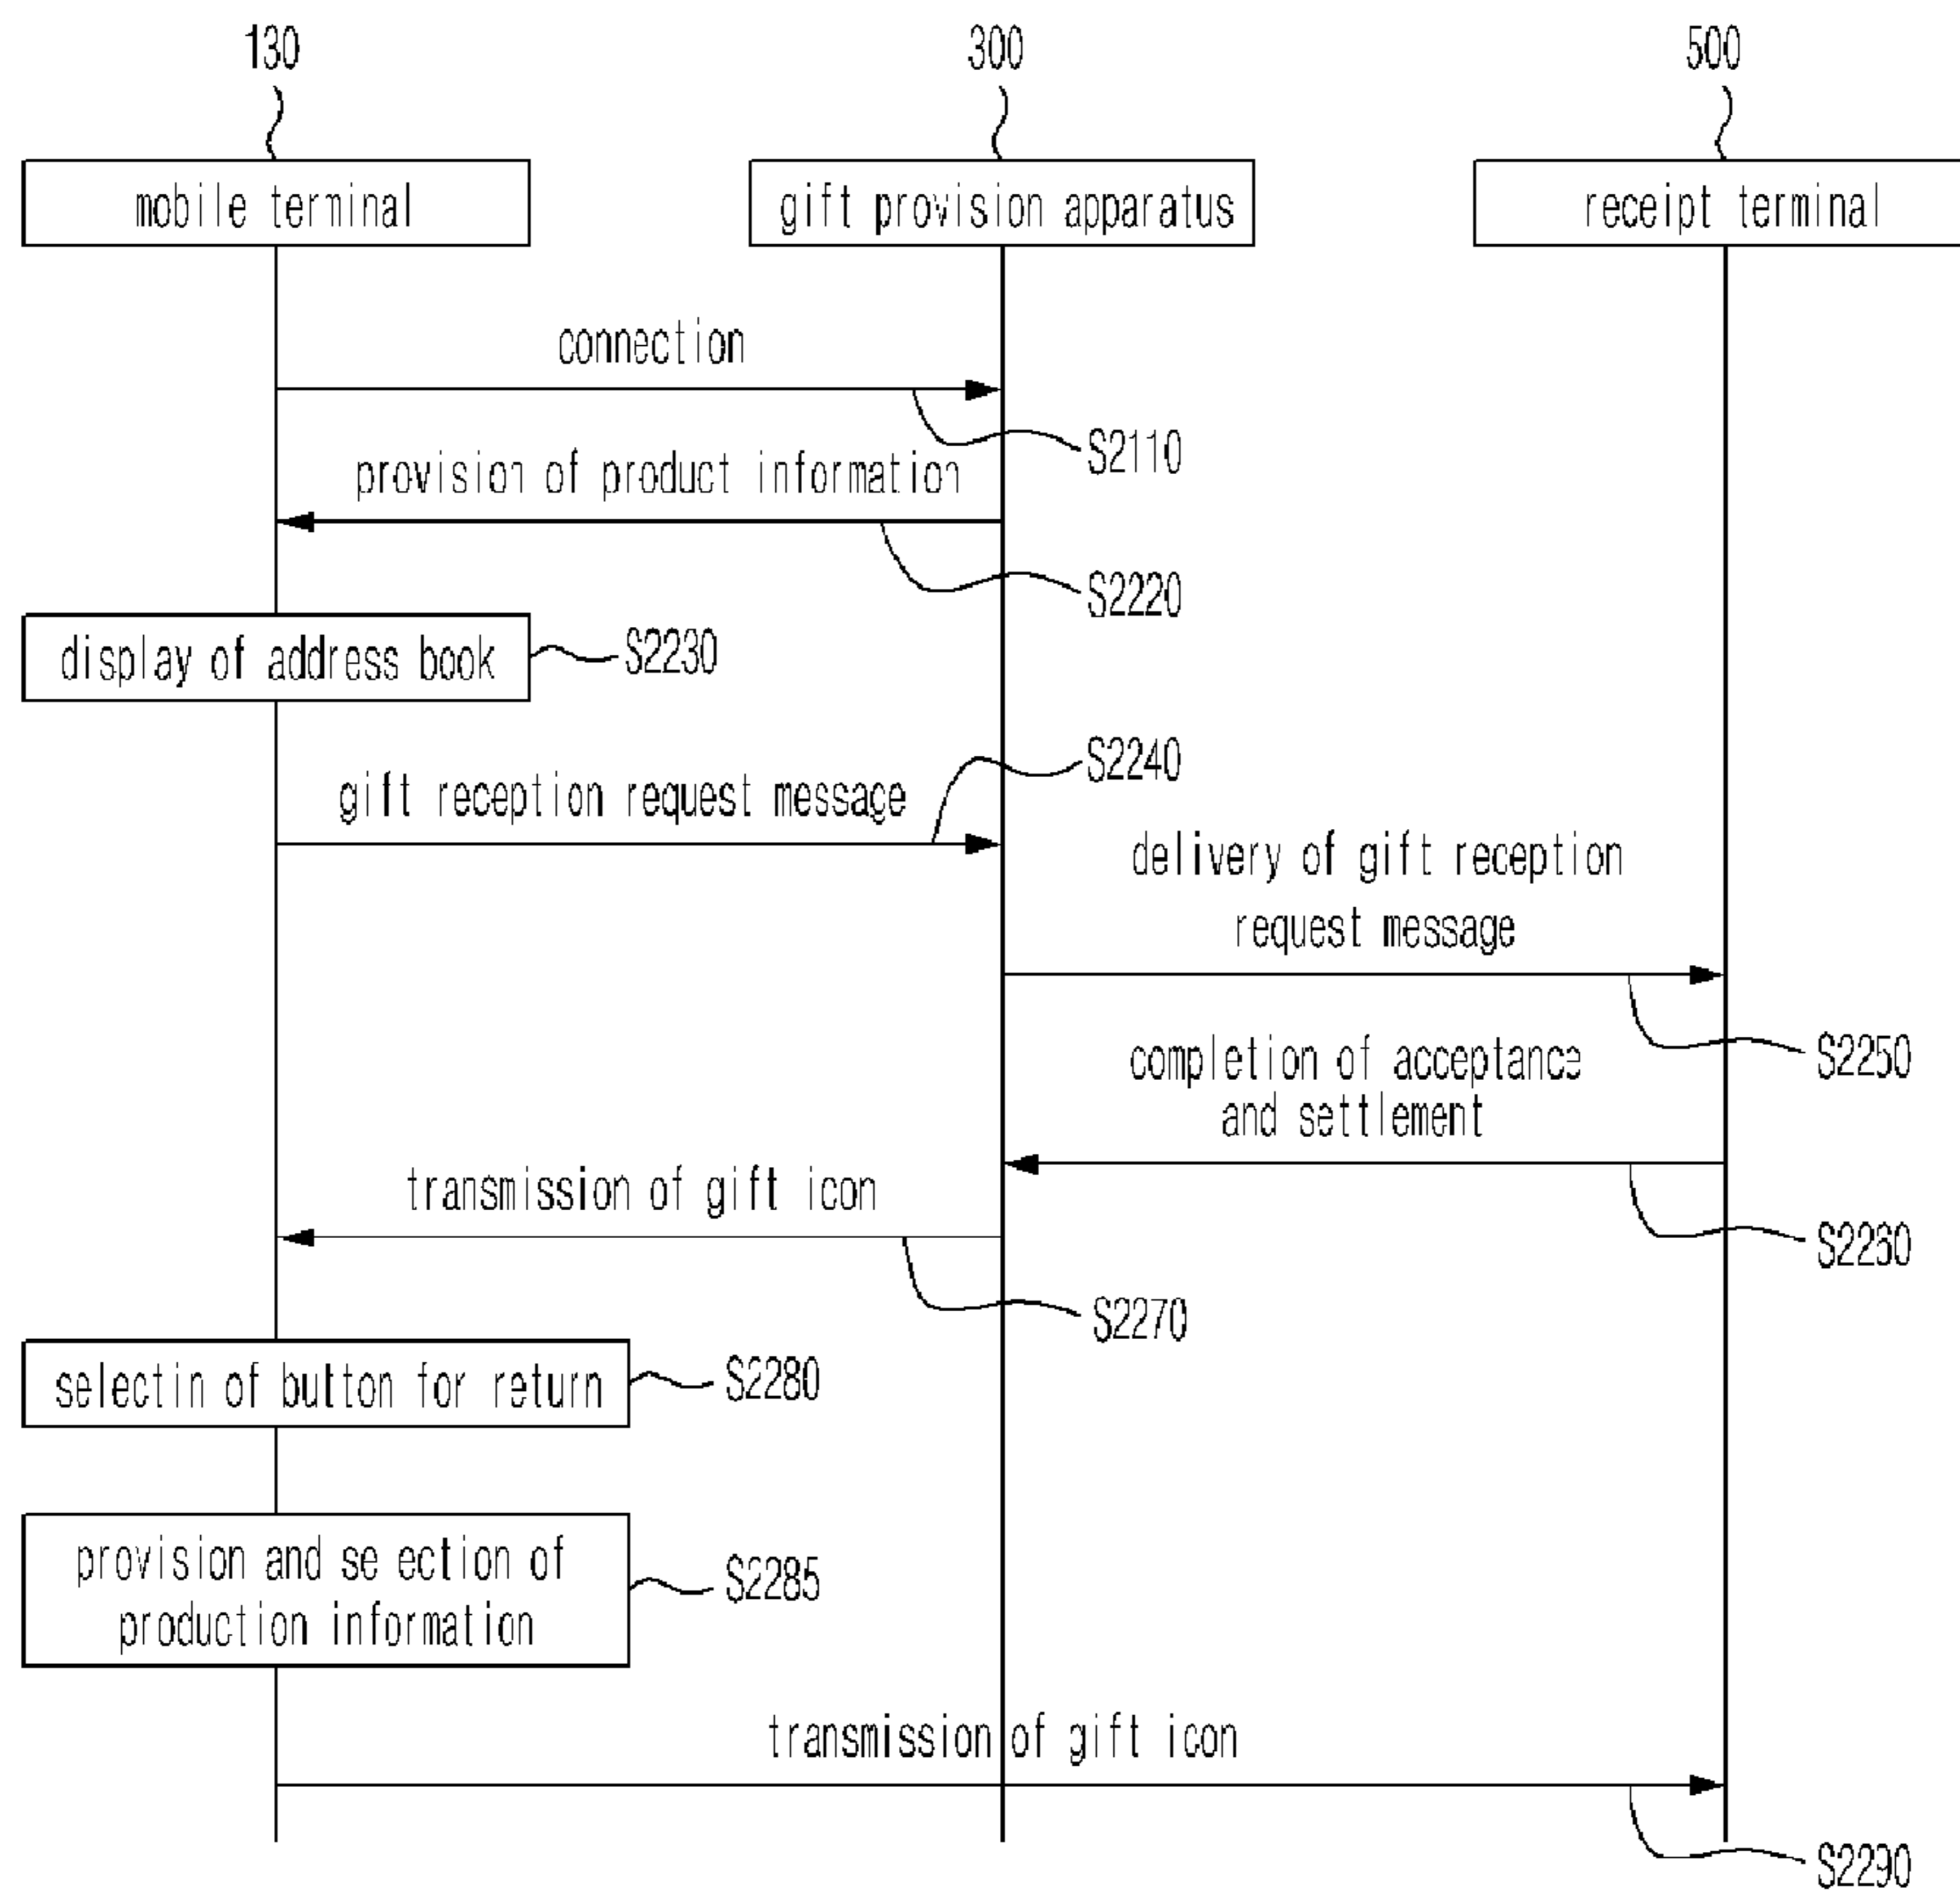 130
300
500
mobile terminal
gift provision apparatus
receipt terminal
connection
S2110
provision of product information
S2220
display of address book
S2230
S2240
gift reception request message
delivery of gift reception
request message
S2250
completion of acceptance
and settlement
transmission of gift icon
S2260
S2270
selectin of button for return
S2280
provision and se ection of
production information
S2285
transmission of gift icon
S2290